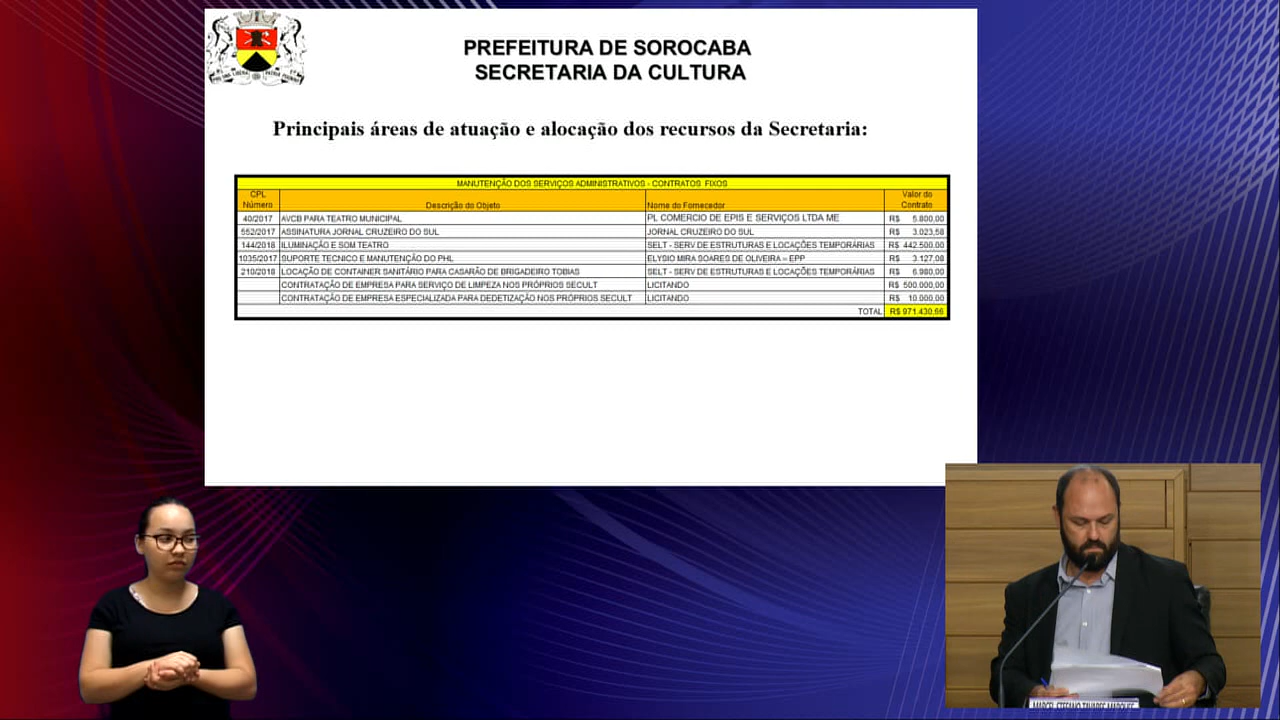 PREFEITURA DE SOROCABA
SECRETARIA DA CULTURA
Principais áreas de atuação e alocação dos recursos da Secretaria:
MANUTENÇÃO DOS SERVIÇOS ADMINISTRATIVOS - CONTRATOS FIXOS
CPL Número Descrição do Objeto Nome do Fornecedor Valor do Contrato
40/2017 AVCB PARA TEATRO MUNICIPAL PL COMERCIO DE EPIS E SERVIÇOS LTDA ME R$ 5.800,00
552/2017 ASSINATURA JORNAL CRUZEIRO DO SUL JORNAL CRUZEIRO DO SUL R$ 3.023,58
144/2018 ILUMINAÇÃO E SOM TEATRO SELT - SERV DE ESTRUTURAS E LOCAÇÕES TEMPORÁRIAS R$ 442.500,00
1035/2017 SUPORTE TECNICO E MANUTENÇÃO DO PHL ELYSIO MIRA SOARES DE OLIVEIRA – EPP R$ 3.127,08
210/2018 LOCAÇÃO DE CONTAINER SANITÁRIO PARA CASARÃO DE BRIGADEIRO TOBIAS SELT - SERV DE ESTRUTURAS E LOCAÇÕES TEMPORÁRIAS R$ 6.980,00
CONTRATAÇÃO DE EMPRESA PARA SERVIÇO DE LIMPEZA NOS PRÓPRIOS SECULT LICITANDO R$ 500.000,00
CONTRATAÇÃO DE EMPRESA ESPECIALIZADA PARA DEDETIZAÇÃO NOS PRÓPRIOS SECULT LICITANDO R$ 10.000,00
TOTAL R$ 971.430,66
MARCEL STEFANO TAVARES MARQUES